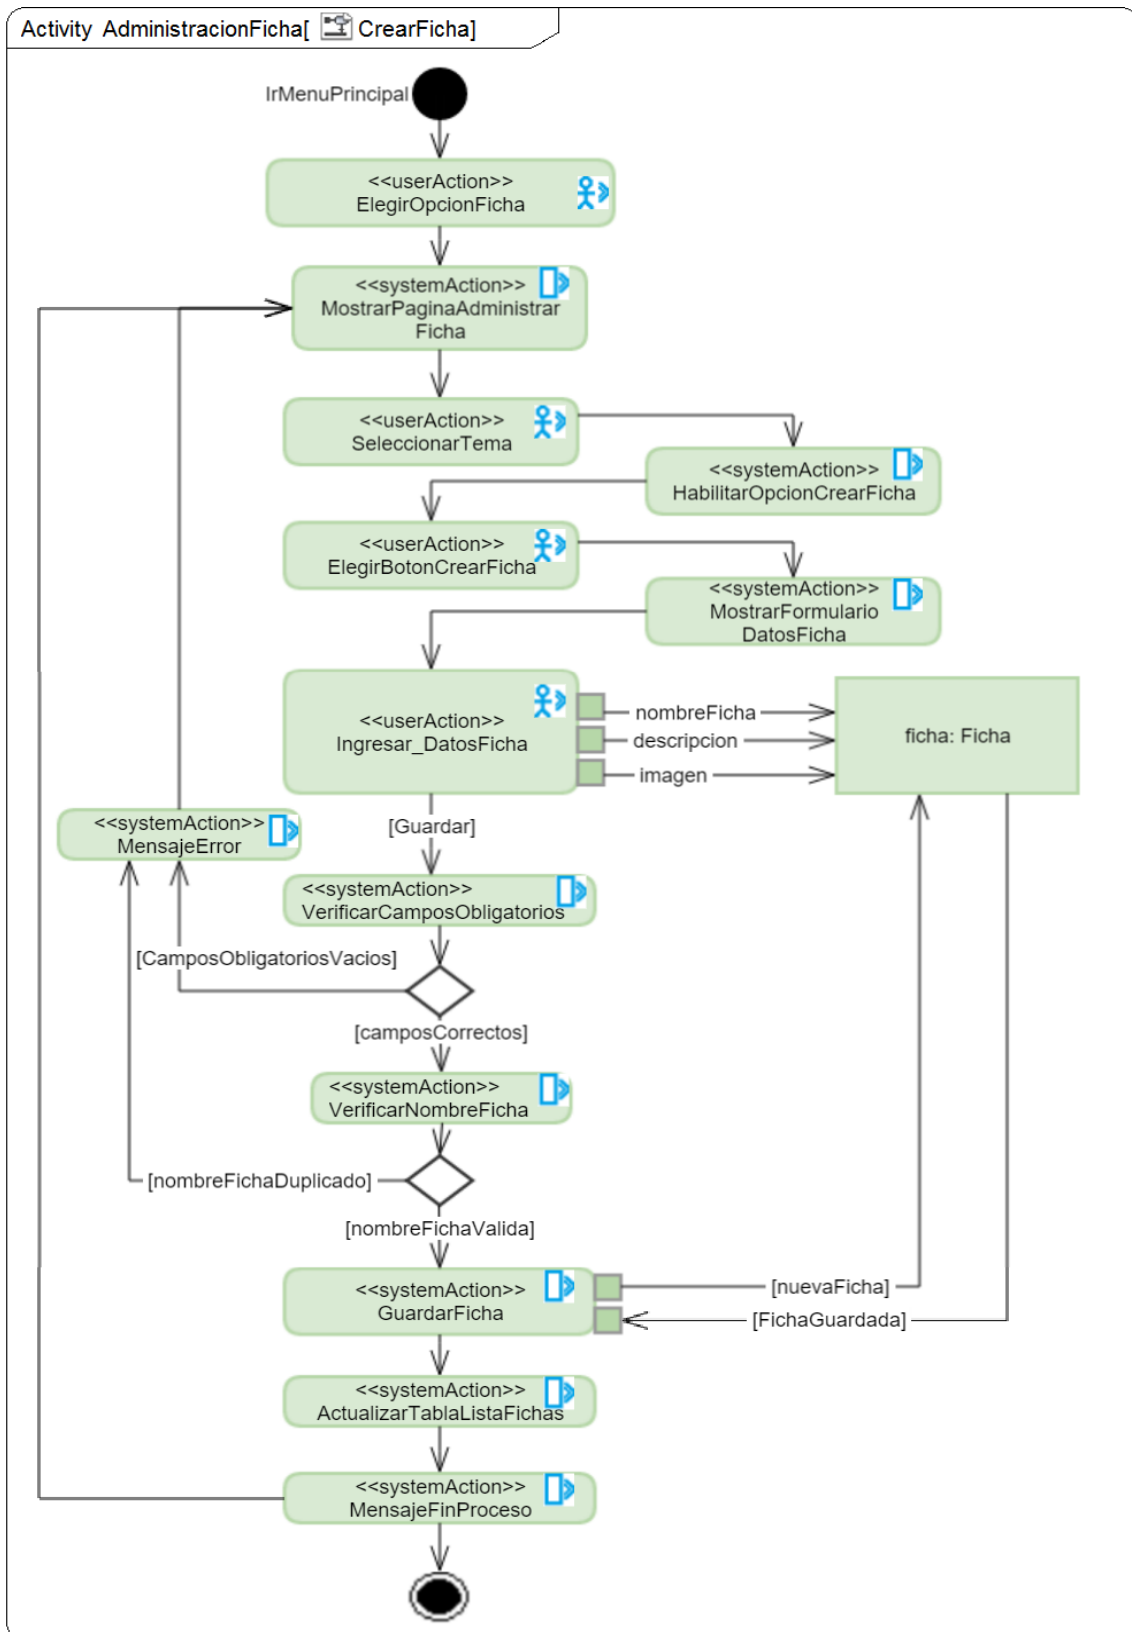 Activity AdministracionFicha[ CrearFicha]
IrMenuPrincipal
<<userAction>>
ElegirOpcionFicha
<<systemAction>>
MostrarPaginaAdministrar
Ficha
<<userAction>>
SeleccionarTema
<<systemAction>>
HabilitarOpcionCrearFicha
<<userAction>>
ElegirBotonCrearFicha
<<systemAction>>
MostrarFormulario
DatosFicha
<<userAction>>
Ingresar_DatosFicha
nombreFicha
descripcion
imagen
ficha: Ficha
[Guardar]
<<systemAction>>
MensajeError
<<systemAction>>
VerificarCamposObligatorios
[CamposObligatoriosVacios]
[camposCorrectos]
<<systemAction>>
VerificarNombreFicha
[nombreFichaDuplicado]
[nombreFichaValida]
<<systemAction>>
GuardarFicha
[nuevaFicha]
[FichaGuardada]
<<systemAction>>
ActualizarTablaListaFichas
<<systemAction>>
MensajeFinProceso